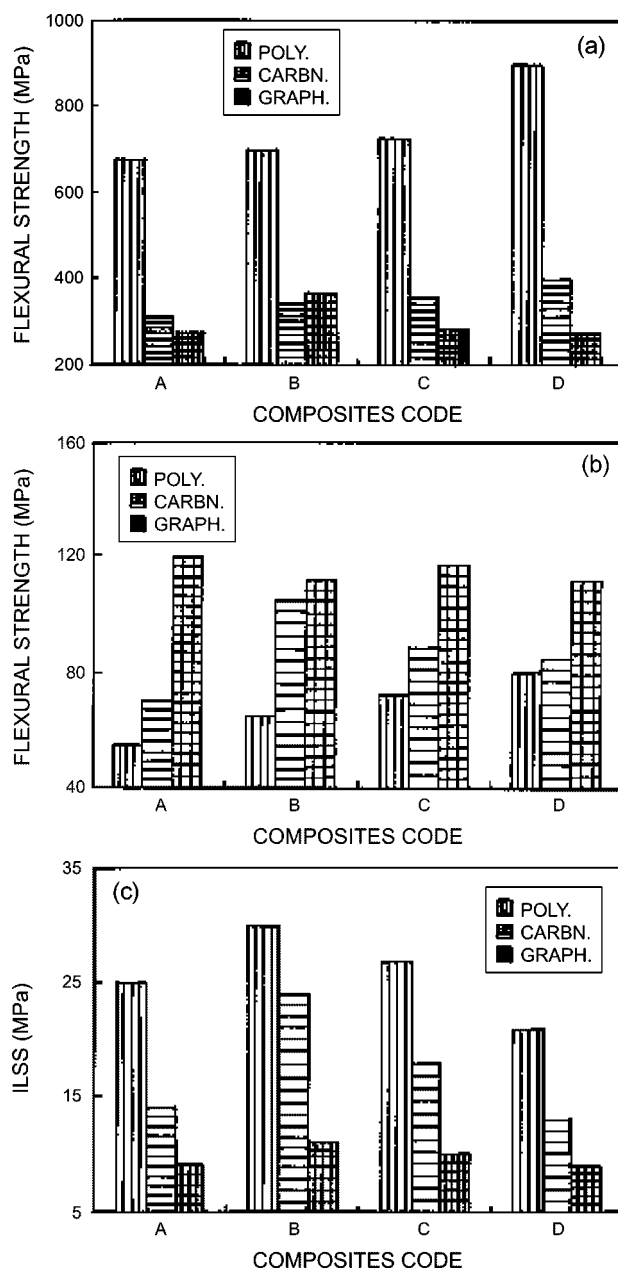 (a)
POLY.
CARBN.
GRAPH.
FLEXURAL STRENGTH (MPa)
1000
800
600
400
200
A B C D
COMPOSITES CODE
(b)
POLY.
CARBN.
GRAPH.
FLEXURAL STRENGTH (MPa)
160
120
80
40
A B C D
COMPOSITES CODE
(c)
POLY.
CARBN.
GRAPH.
ILSS (MPa)
35
25
15
5
A B C D
COMPOSITES CODE